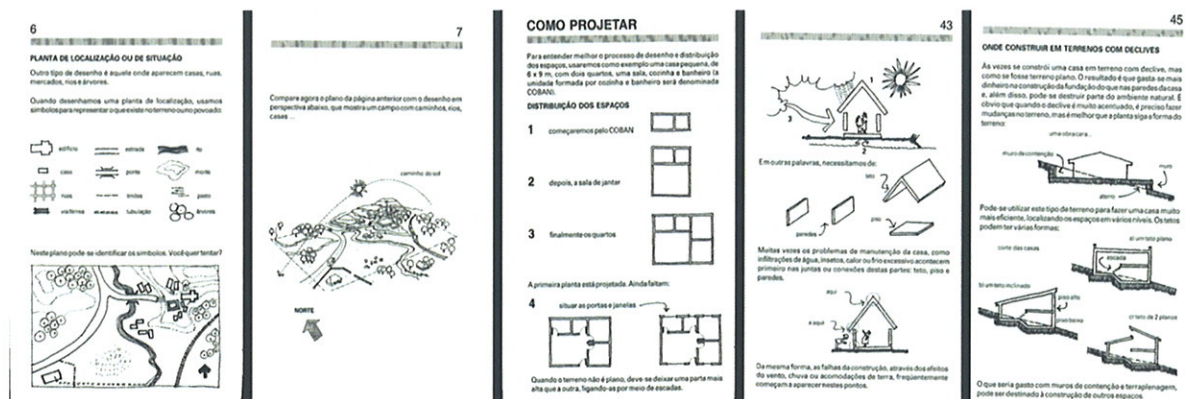 6
PLANTA DE LOCALIZAÇÃO OU DE SITUAÇÃO
Outro tipo de desenho é aquele onde aparecem casas, ruas,
mercados, rios e árvores.
Quando desenhamos uma planta de localização, usamos
símbolos para representar o que existe no terreno ou no povoado:
edifício
estrada
rio
casa
ponte
monte
ruas
limites
pasto
via férrea
tubulação
árvores
Neste plano pode-se identificar os símbolos. Você quer tentar?
7
Compare agora o plano da página anterior com o desenho em
perspectiva abaixo, que mostra um campo com caminhos, rios,
casas ...
caminho do sol
NORTE
COMO PROJETAR
Para entender melhor o processo de desenho e distribuição
dos espaços, usaremos como exemplo uma casa pequena, de
6 x 9 m, com dois quartos, uma sala, cozinha e banheiro (a
unidade formada por cozinha e banheiro será denominada
COBAN).
DISTRIBUIÇÃO DOS ESPAÇOS
1 começaremos pelo COBAN
2 depois, a sala de jantar
3 finalmente os quartos
A primeira planta está projetada. Ainda faltam:
4 situar as portas e janelas
Quando o terreno não é plano, deve-se deixar uma parte mais
alta que a outra, ligando-as por meio de escadas.
43
1
3
2
Em outras palavras, necessitamos de:
teto
piso
paredes
Muitas vezes os problemas de manutenção da casa, como
infiltrações de água, insetos, calor ou frio excessivo acontecem
primeiro nas juntas ou conexões destas partes: teto, piso e
paredes.
aqui
e aqui
Da mesma forma, as falhas da construção, através dos efeitos
do vento, chuva ou acomodações de terra, freqüentemente
começam a aparecer nestes pontos.
45
ONDE CONSTRUIR EM TERRENOS COM DECLIVES
Às vezes se constrói uma casa em terreno com declive, mas
como se fosse terreno plano. O resultado é que gasta-se mais
dinheiro na construção da fundação do que nas paredes da casa
e, além disso, pode-se destruir parte do ambiente natural. É
óbvio que quando o declive é muito acentuado, é preciso fazer
mudanças no terreno, mas é melhor que a planta siga a forma do
terreno:
uma obra cara...
muro de contenção
muro
aterro
Pode-se utilizar este tipo de terreno para fazer uma casa muito
mais eficiente, localizando os espaços em vários níveis. Os tetos
podem ter várias formas:
corte das casas
a) um teto plano
escada
b) um teto inclinado
piso alto
piso baixo
c) teto de 2 planos
O que seria gasto com muros de contenção e terraplenagem,
pode ser destinado à construção de outros espaços.